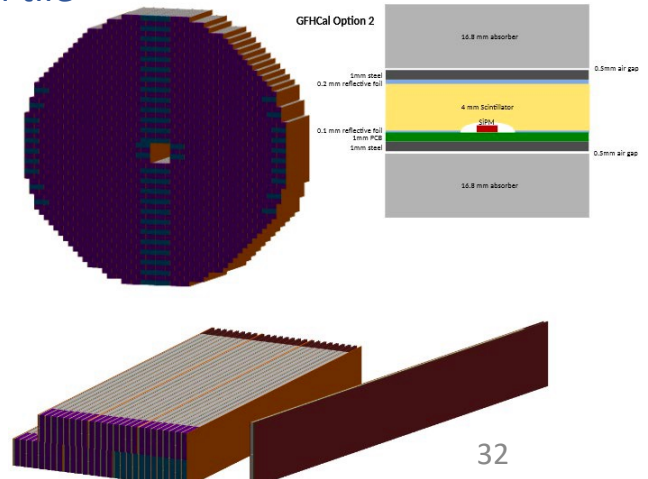 GFHCal Option 2
16.8 mm absorber
0.5mm air gap
1mm steel
0.2 mm reflective foil
4 mm Scintillator
SiPM
0.1 mm reflective foil
1mm PCB
1mm steel
0.5mm air gap
16.8 mm absorber
32